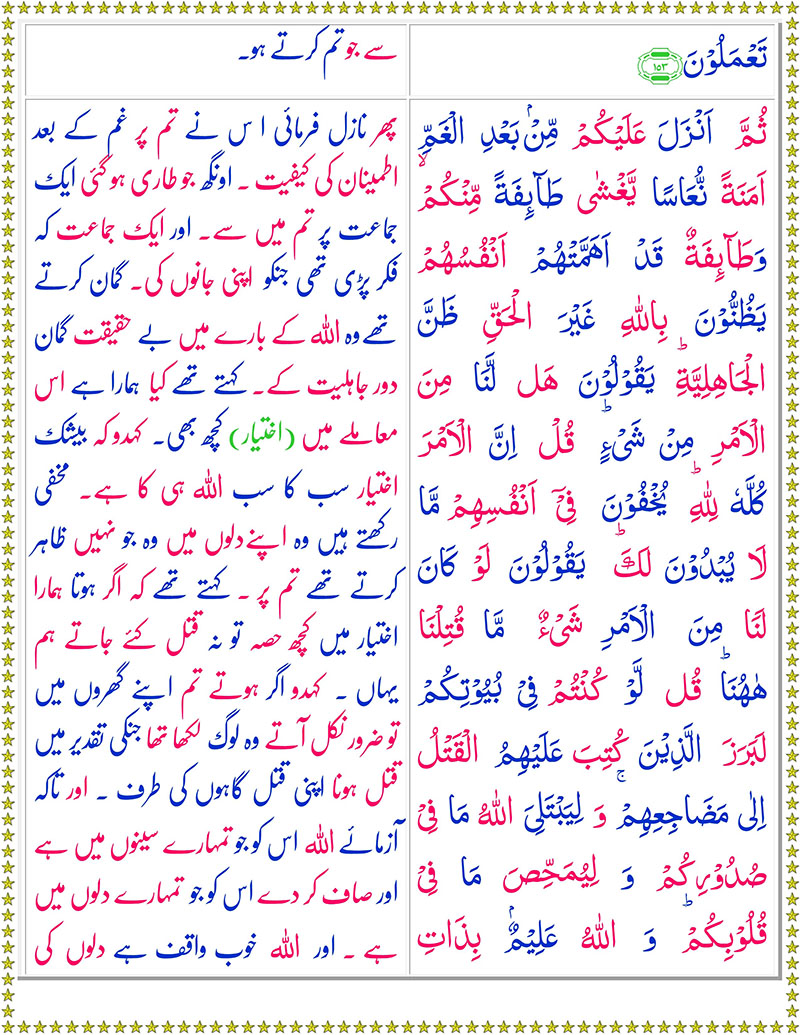 تَعۡمَلُوۡنَ ۱۵۳
ثُمَّ اَنۡزَلَ عَلَيۡكُمۡ مِّنۡۢ بَعۡدِ الۡغَمِّ
اَمَنَةً نُّعَاسًا يَّغۡشٰى طَآٮِٕفَةً مِّنۡكُمۡ‌ۙ
وَطَآٮِٕفَةٌ قَدۡ اَهَمَّتۡهُمۡ اَنۡفُسُهُمۡ
يَظُنُّوۡنَ بِاللّٰهِ غَيۡرَ الۡحَـقِّ ظَنَّ
الۡجَـاهِلِيَّةِ‌ؕ يَقُوۡلُوۡنَ هَل لَّنَا مِنَ
الۡاَمۡرِ مِنۡ شَىۡءٍ‌ؕ قُلۡ اِنَّ الۡاَمۡرَ
كُلَّهٗ لِلّٰهِ‌ؕ يُخۡفُوۡنَ فِىۡۤ اَنۡفُسِهِمۡ مَّا
لَا يُبۡدُوۡنَ لَكَ‌ؕ يَقُوۡلُوۡنَ لَوۡ كَانَ
لَنَا مِنَ الۡاَمۡرِ شَىۡءٌ مَّا قُتِلۡنَا
هٰهُنَا ‌ؕ قُل لَّوۡ كُنۡتُمۡ فِىۡ بُيُوۡتِكُمۡ
لَبَرَزَ الَّذِيۡنَ كُتِبَ عَلَيۡهِمُ الۡقَتۡلُ
اِلٰى مَضَاجِعِهِمۡ‌ۚ وَ لِيَبۡتَلِىَ اللّٰهُ مَا فِىۡ
صُدُوۡرِكُمۡ وَ لِيُمَحِّصَ مَا فِىۡ
قُلُوۡبِكُمۡ‌ؕ وَ اللّٰهُ عَلِيۡمٌۢ بِذَاتِ
سے جو تم کرتے ہو۔
پھر نازل فرمائی ا س نے تم پر غم کے بعد
اطمینان کی کیفیت ۔ اونگھ جو طاری ہو گئی ایک
جماعت پر تم میں سے۔ اور ایک جماعت کہ
فکر پڑی تھی جنکو اپنی جانوں کی۔ گمان کرتے
تھے وہ اللہ کے بارے میں بے حقیقت گمان
دور جاہلیت کے۔ کہتے تھے کیا ہمارا ہے اس
معاملے میں (اختیار) کچھ بھی۔ کہدو کہ بیشک
اختیار سب کا سب اللہ ہی کا ہے۔ مخفی
رکھتے ہیں وہ اپنے دلوں میں وہ جو نہیں ظاہر
کرتے تھے تم پر ۔ کہتے تھے کہ اگر ہوتا ہمارا
اختیار میں کچھ حصہ تو نہ قتل کئے جاتے ہم
یہاں ۔ کہدو اگر ہوتے تم اپنے گھروں میں
تو ضرور نکل آتے وہ لوگ لکھا تھا جنکی تقدیر میں
قتل ہونا اپنی قتل گاہوں کی طرف ۔ اور تاکہ
آزمائے اللہ اس کو جو تمہارے سینوں میں ہے
اور صاف کر دے اس کو جو تمہارے دلوں میں
ہے ۔ اور اللہ خوب واقف ہے دلوں کی